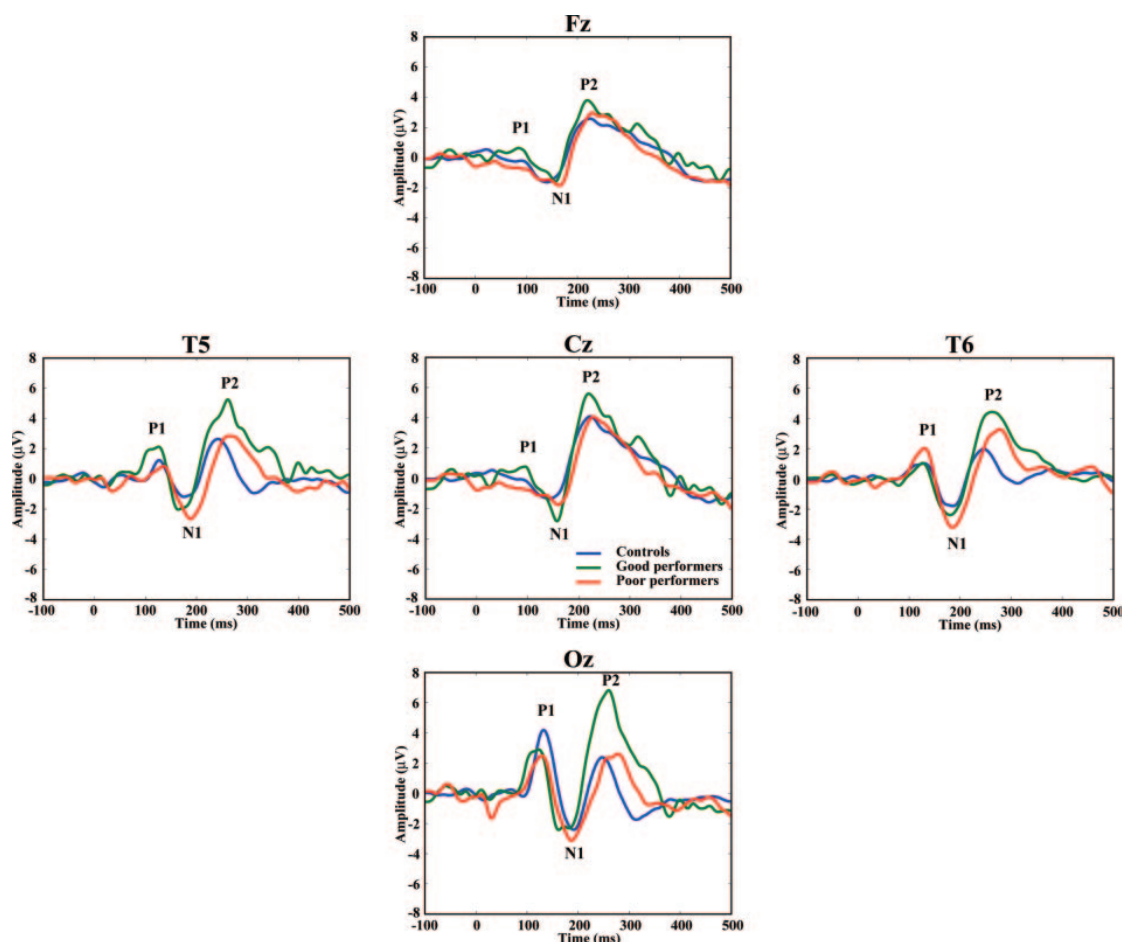 Fz
8
6
4
2
0
-2
-4
-6
-8
Amplitude (µV)
P1
P2
N1
-100 0 100 200 300 400 500
Time (ms)
T5
8
6
4
2
0
-2
-4
-6
-8
Amplitude (µV)
P1
P2
N1
-100 0 100 200 300 400 500
Time (ms)
Cz
8
6
4
2
0
-2
-4
-6
-8
Amplitude (µV)
P1
P2
N1
Controls
Good performers
Poor performers
-100 0 100 200 300 400 500
Time (ms)
T6
8
6
4
2
0
-2
-4
-6
-8
Amplitude (µV)
P1
P2
N1
-100 0 100 200 300 400 500
Time (ms)
Oz
8
6
4
2
0
-2
-4
-6
-8
Amplitude (µV)
P1
P2
N1
-100 0 100 200 300 400 500
Time (ms)